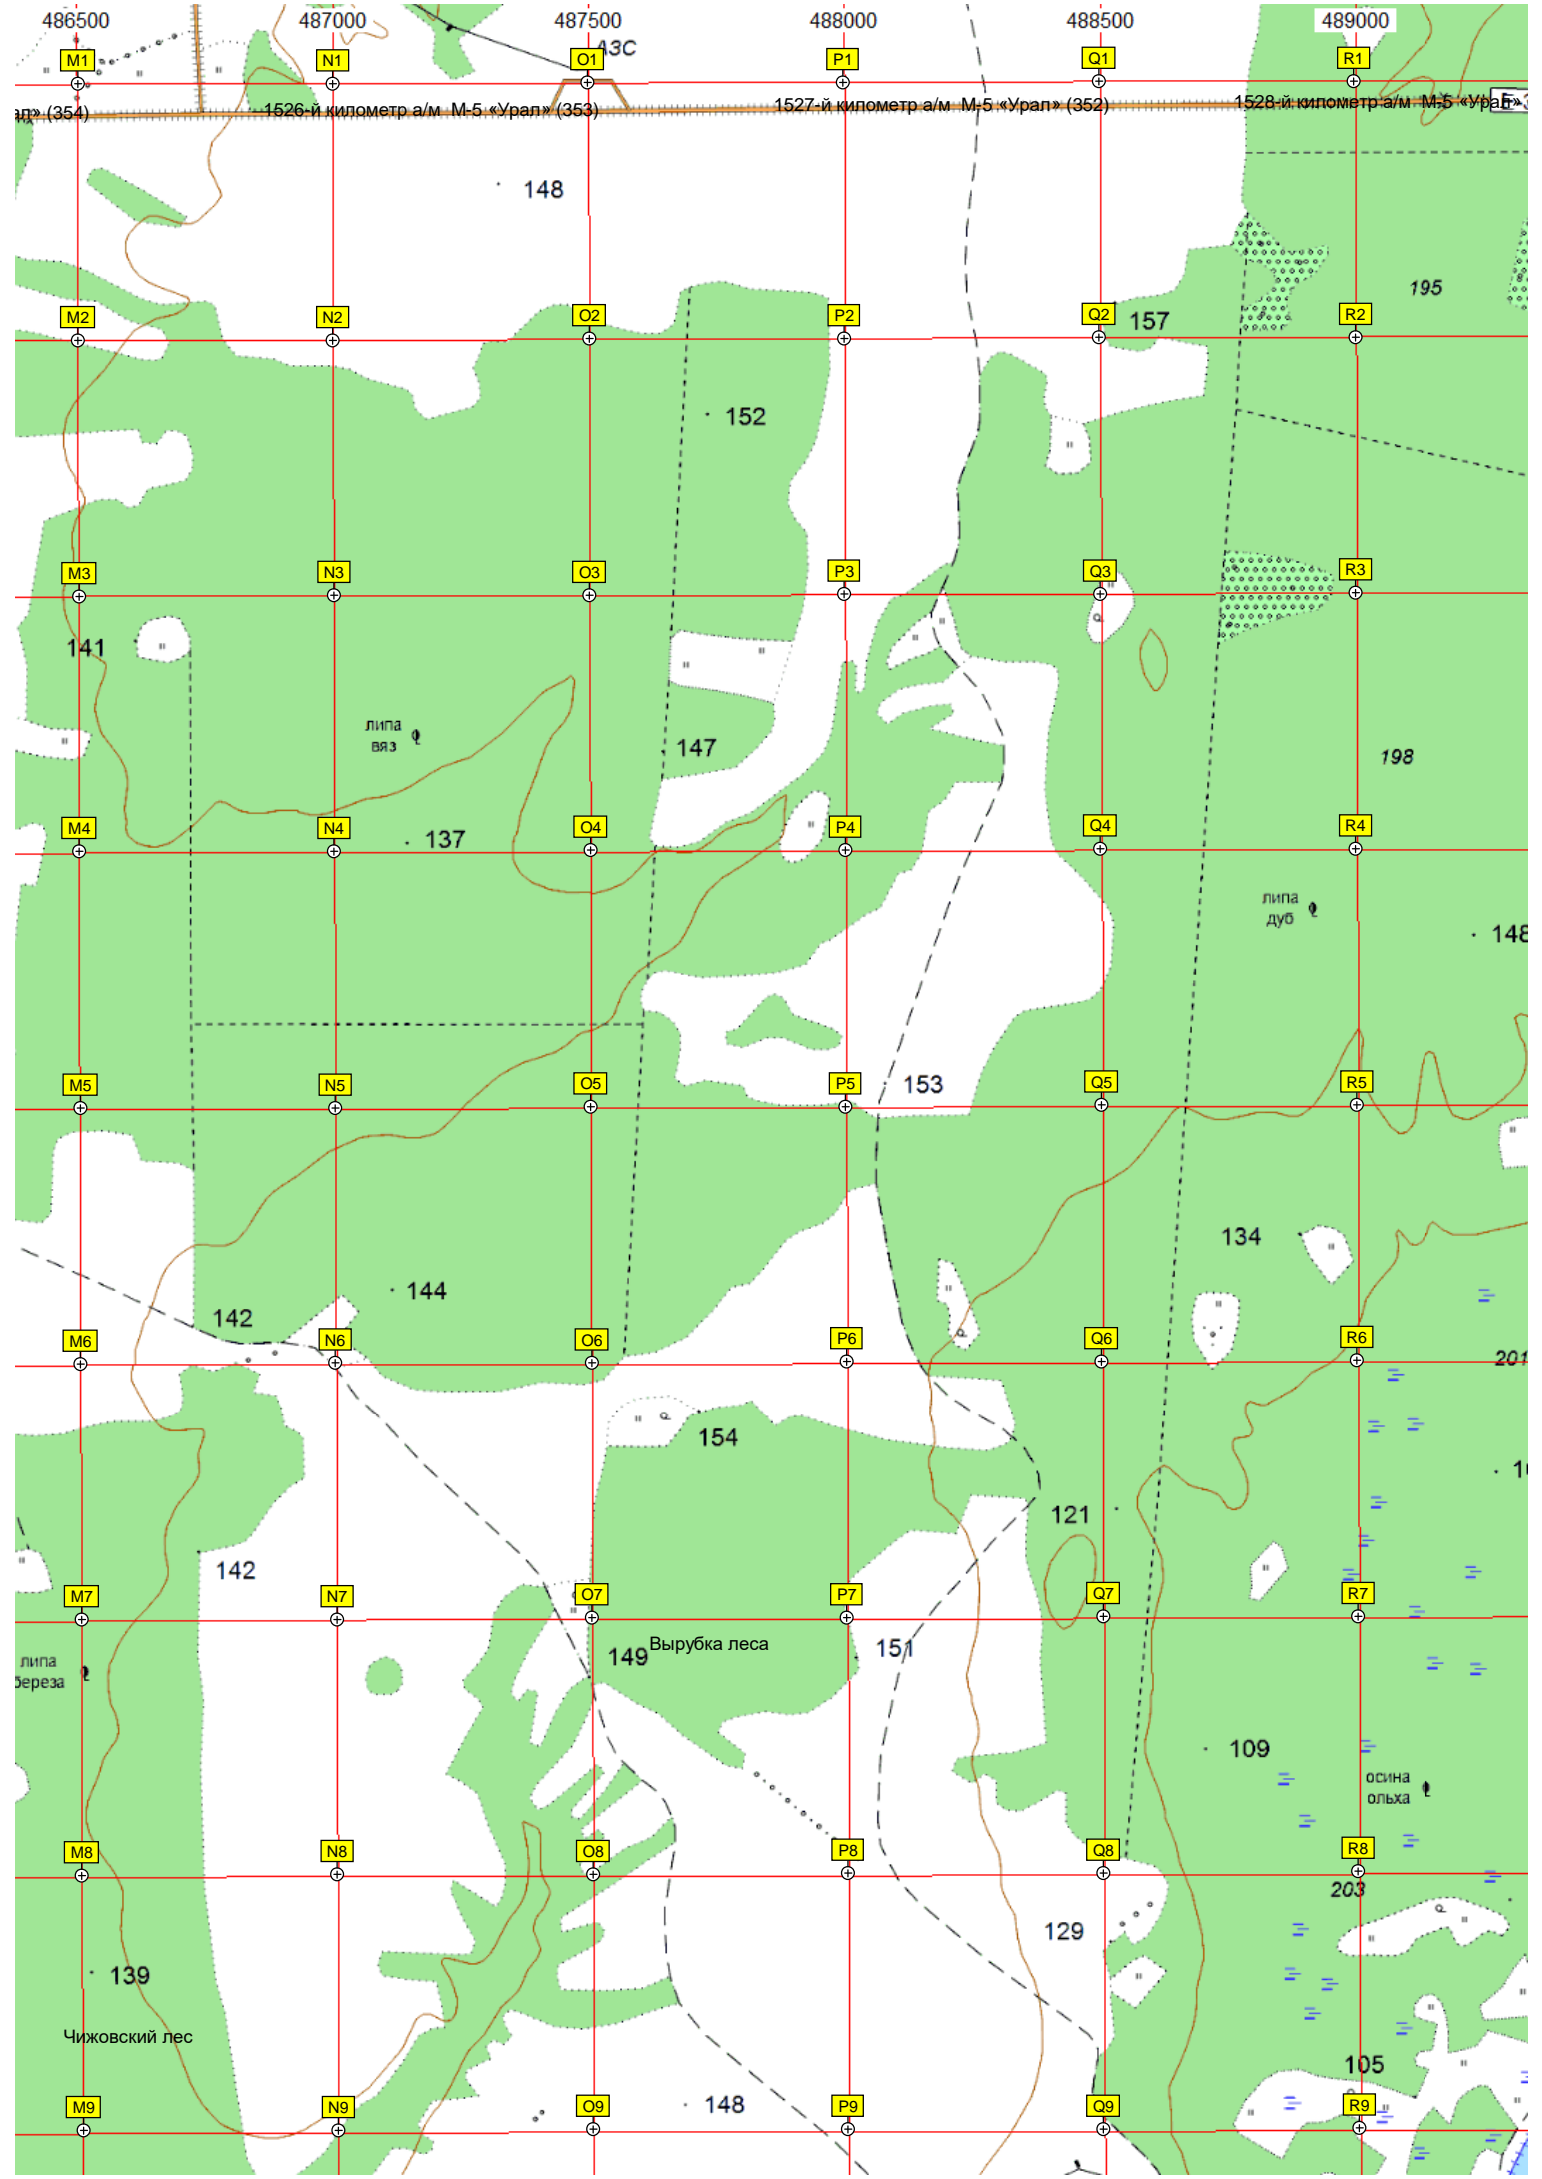 486500 487000 487500 488000 488500 489000
АЗС
M1 N1 O1 P1 Q1 R1
1526-й километр а/м М-5 «Урал» (353)
1527-й километр а/м М-5 «Урал» (352)
1528-й километр а/м М-5 «Урал»
(354)
148
195
M2 N2 O2 P2 Q2 R2
157
152
M3 N3 O3 P3 Q3 R3
141
липа
вяз
147
198
M4 N4 O4 P4 Q4 R4
137
липа
дуб
148
M5 N5 O5 P5 Q5 R5
153
134
144
142
M6 N6 O6 P6 Q6 R6
201
154
121
142
M7 N7 O7 P7 Q7 R7
149
Вырубка леса
151
липа
береза
109
осина
ольха
M8 N8 O8 P8 Q8 R8
203
129
139
Чижовский лес
105
M9 N9 O9 P9 Q9 R9
148